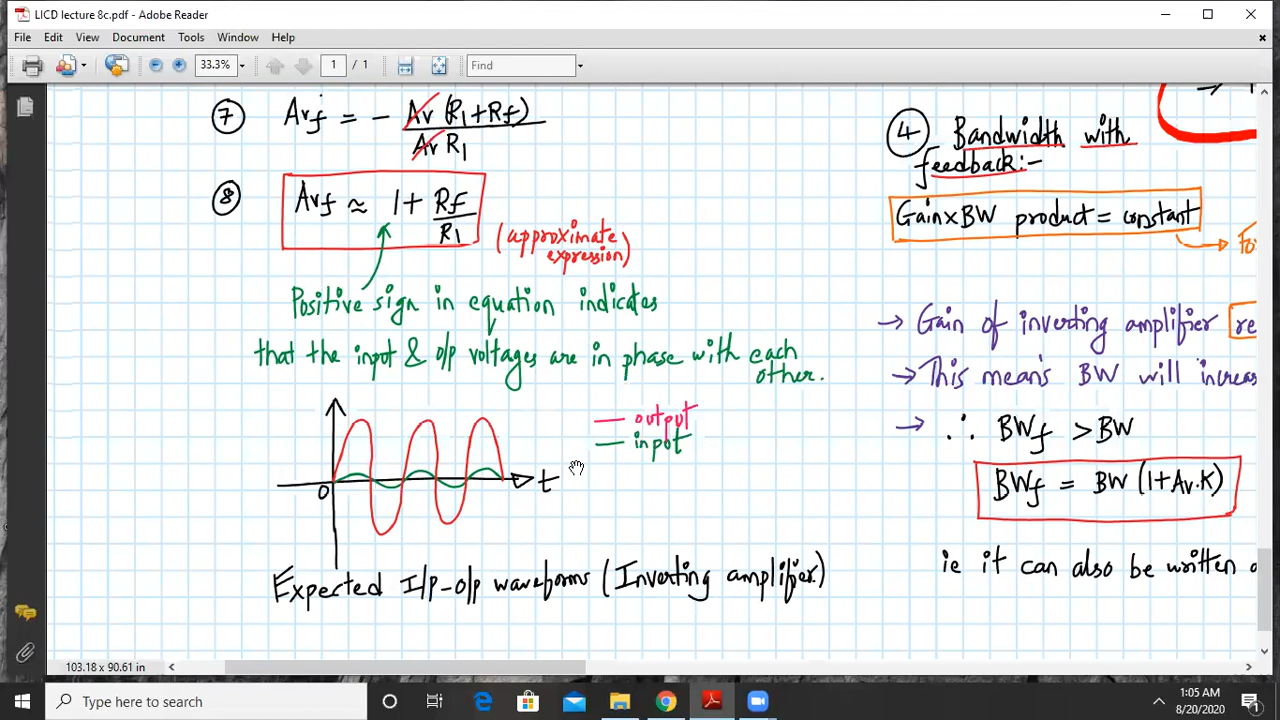 LICD lecture 8c.pdf - Adobe Reader
File Edit View Document Tools Window Help
33.3% 1 / 1 Find
⑦ Avf = - Av (R1+Rf)
Av R1
⑧ Avf ≈ 1+ Rf
R1
(approximate
expression)
Positive sign in equation indicates
that the input & o/p voltages are in phase with each
other.
output
input
0
t
Expected I/p-o/p waveforms (Inverting amplifier)
④ Bandwidth with
feedback:-
Gain×BW product = constant
→ Gain of inverting amplifier
→ This means BW will increas
→ ∴ BWf > BW
BWf = BW (1+Av.K)
ie it can also be written
103.18 x 90.61 in
Type here to search
1:05 AM
8/20/2020